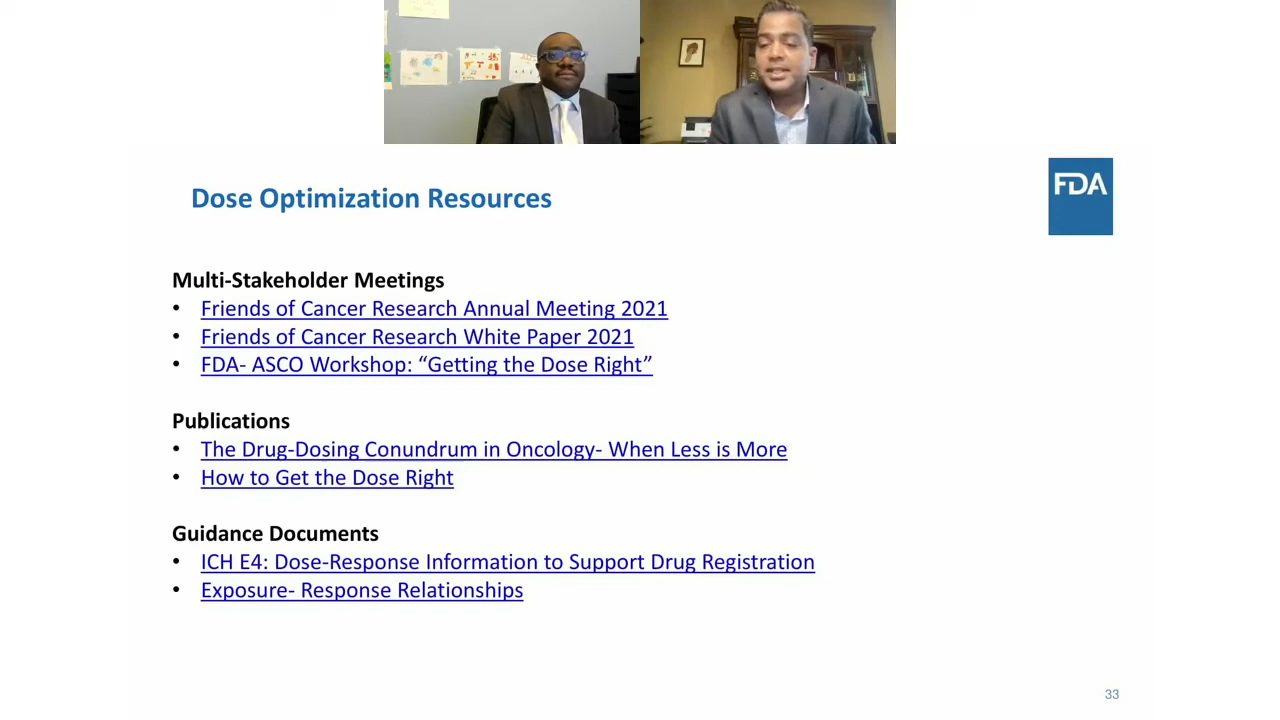 Dose Optimization Resources
FDA
Multi-Stakeholder Meetings
• Friends of Cancer Research Annual Meeting 2021
• Friends of Cancer Research White Paper 2021
• FDA- ASCO Workshop: “Getting the Dose Right”
Publications
• The Drug-Dosing Conundrum in Oncology- When Less is More
• How to Get the Dose Right
Guidance Documents
• ICH E4: Dose-Response Information to Support Drug Registration
• Exposure- Response Relationships
33